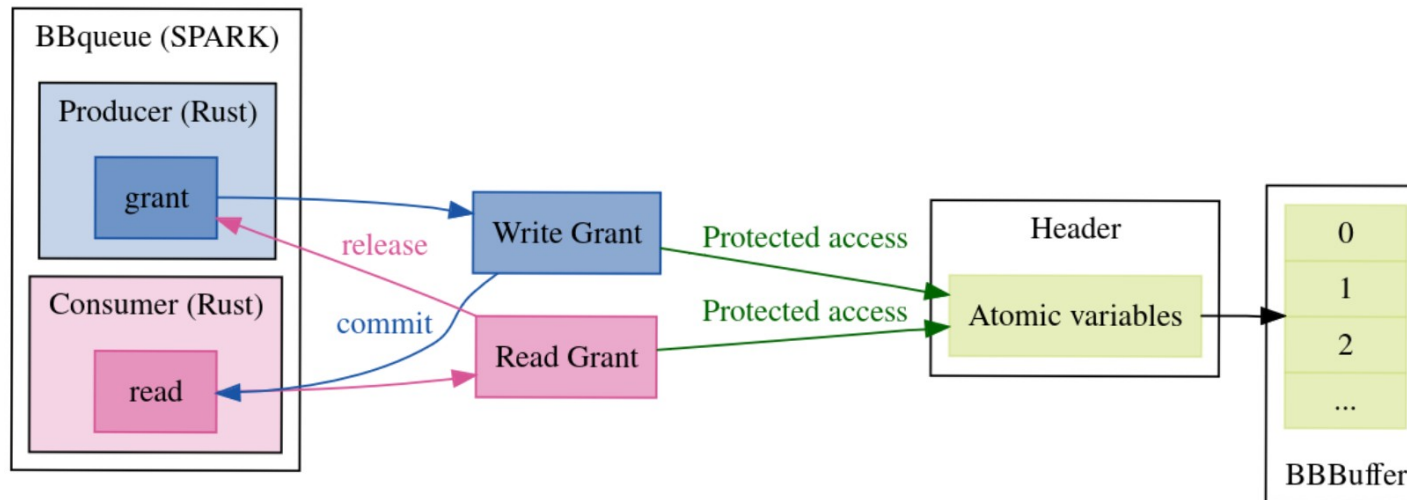 BBqueue (SPARK)
Producer (Rust)
grant
Consumer (Rust)
read
release
commit
Write Grant
Read Grant
Protected access
Protected access
Header
Atomic variables
0
1
2
...
BBBuffer